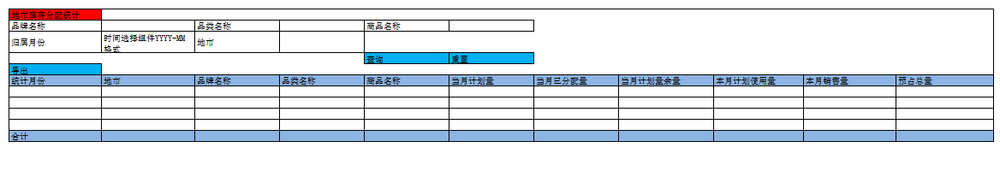 地市库存分配统计
品牌名称 品类名称 商品名称
归属月份 时间选择组件YYYY-MM 地市
格式
查询 重置
导出
统计月份 地市 品牌名称 品类名称 商品名称 当月计划量 当月已分配量 当月计划量余量 本月计划使用量 本月销售量 预占总量
合计